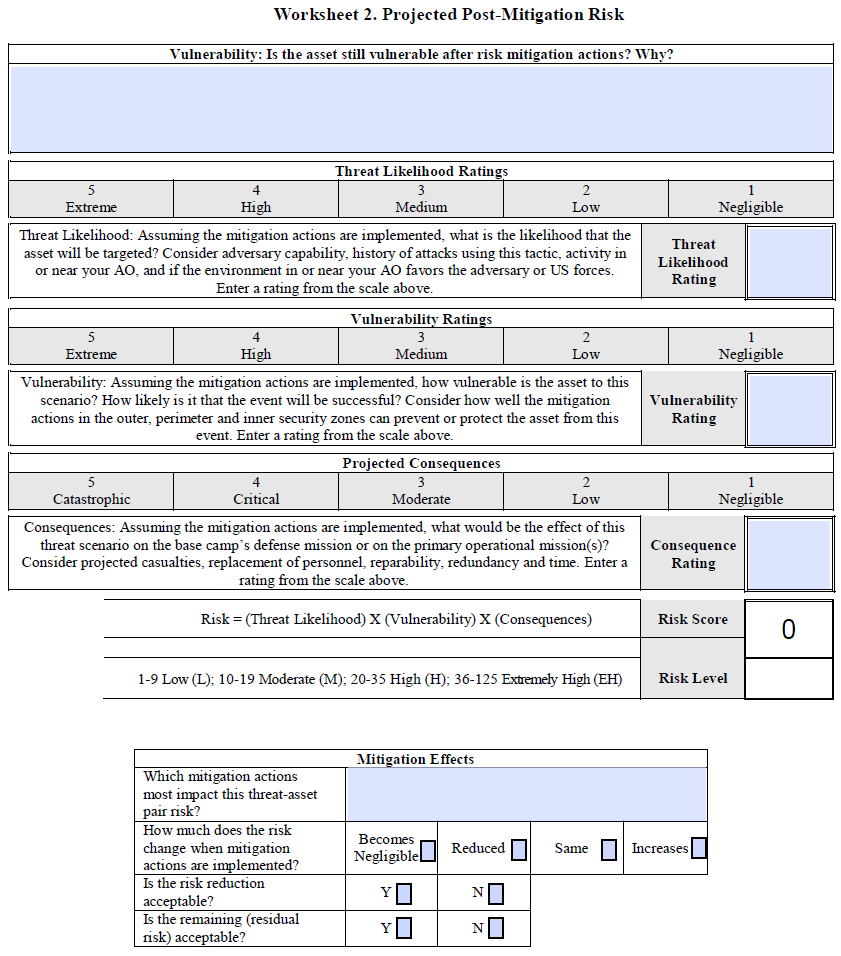 Worksheet 2. Projected Post-Mitigation Risk
Vulnerability: Is the asset still vulnerable after risk mitigation actions? Why?
Threat Likelihood Ratings
5 4 3 2 1
Extreme High Medium Low Negligible
Threat Likelihood: Assuming the mitigation actions are implemented, what is the likelihood that the
asset will be targeted? Consider adversary capability, history of attacks using this tactic, activity in
or near your AO, and if the environment in or near your AO favors the adversary or US forces.
Enter a rating from the scale above.
Threat
Likelihood
Rating
Vulnerability Ratings
5 4 3 2 1
Extreme High Medium Low Negligible
Vulnerability: Assuming the mitigation actions are implemented, how vulnerable is the asset to this
scenario? How likely is it that the event will be successful? Consider how well the mitigation
actions in the outer, perimeter and inner security zones can prevent or protect the asset from this
event. Enter a rating from the scale above.
Vulnerability
Rating
Projected Consequences
5 4 3 2 1
Catastrophic Critical Moderate Low Negligible
Consequences: Assuming the mitigation actions are implemented, what would be the effect of this
threat scenario on the base camp's defense mission or on the primary operational mission(s)?
Consider projected casualties, replacement of personnel, reparability, redundancy and time. Enter a
rating from the scale above.
Consequence
Rating
Risk = (Threat Likelihood) X (Vulnerability) X (Consequences)
Risk Score
0
1-9 Low (L); 10-19 Moderate (M); 20-35 High (H); 36-125 Extremely High (EH)
Risk Level
Mitigation Effects
Which mitigation actions
most impact this threat-asset
pair risk?
How much does the risk
change when mitigation
actions are implemented?
Becomes
Negligible
Reduced
Same
Increases
Is the risk reduction
acceptable?
Y N
Is the remaining (residual
risk) acceptable?
Y N